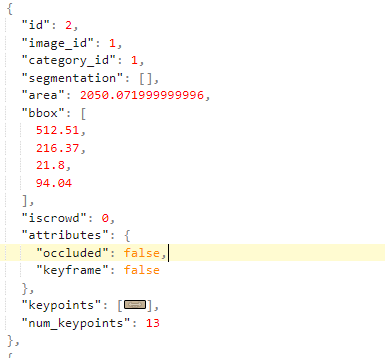 {
"id": 2,
"image_id": 1,
"category_id": 1,
"segmentation": [],
"area": 2050.071999999996,
"bbox": [
512.51,
216.37,
21.8,
94.04
],
"iscrowd": 0,
"attributes": {
"occluded": false,
"keyframe": false
},
"keypoints": [],
"num_keypoints": 13
},